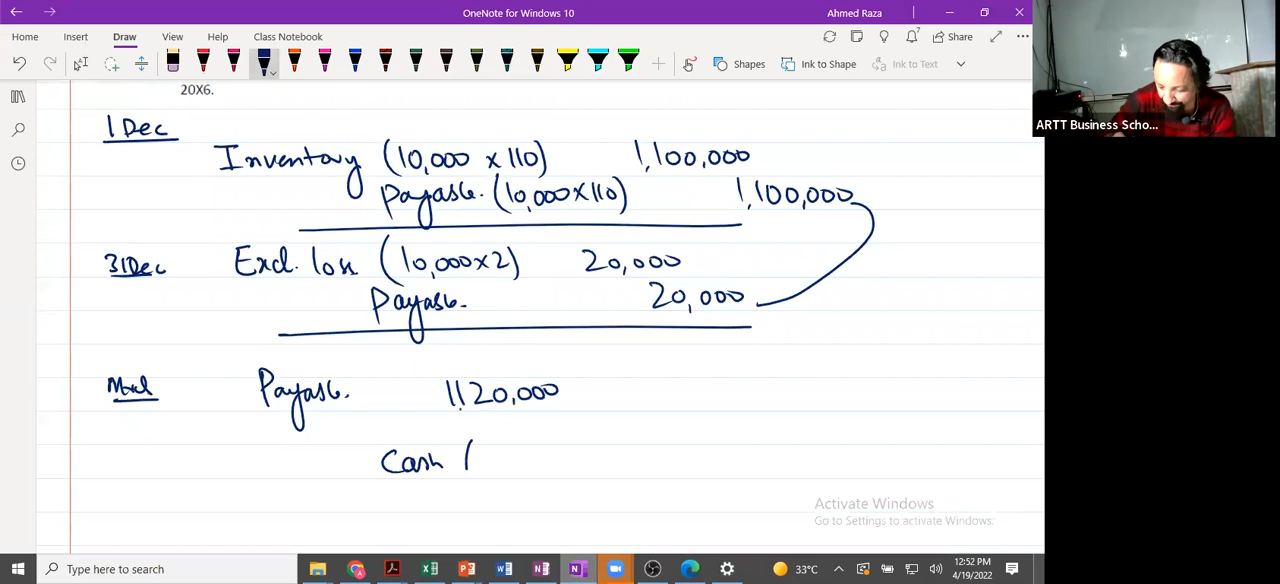 OneNote for Windows 10
Ahmed Raza
Home Insert Draw View Help Class Notebook
Share
Shapes Ink to Shape Ink to Text
20X6.
ARTT Business Scho...
1 Dec
Inventory (10,000 x 110) 1,100,000
Payable. (10,000 x 110) 1,100,000
31 Dec Exch. loss (10,000 x 2) 20,000
Payable. 20,000
Payable. 1,120,000
Cash (
Activate Windows
Go to Settings to activate Windows.
Type here to search
33°C
12:52 PM
4/19/2022